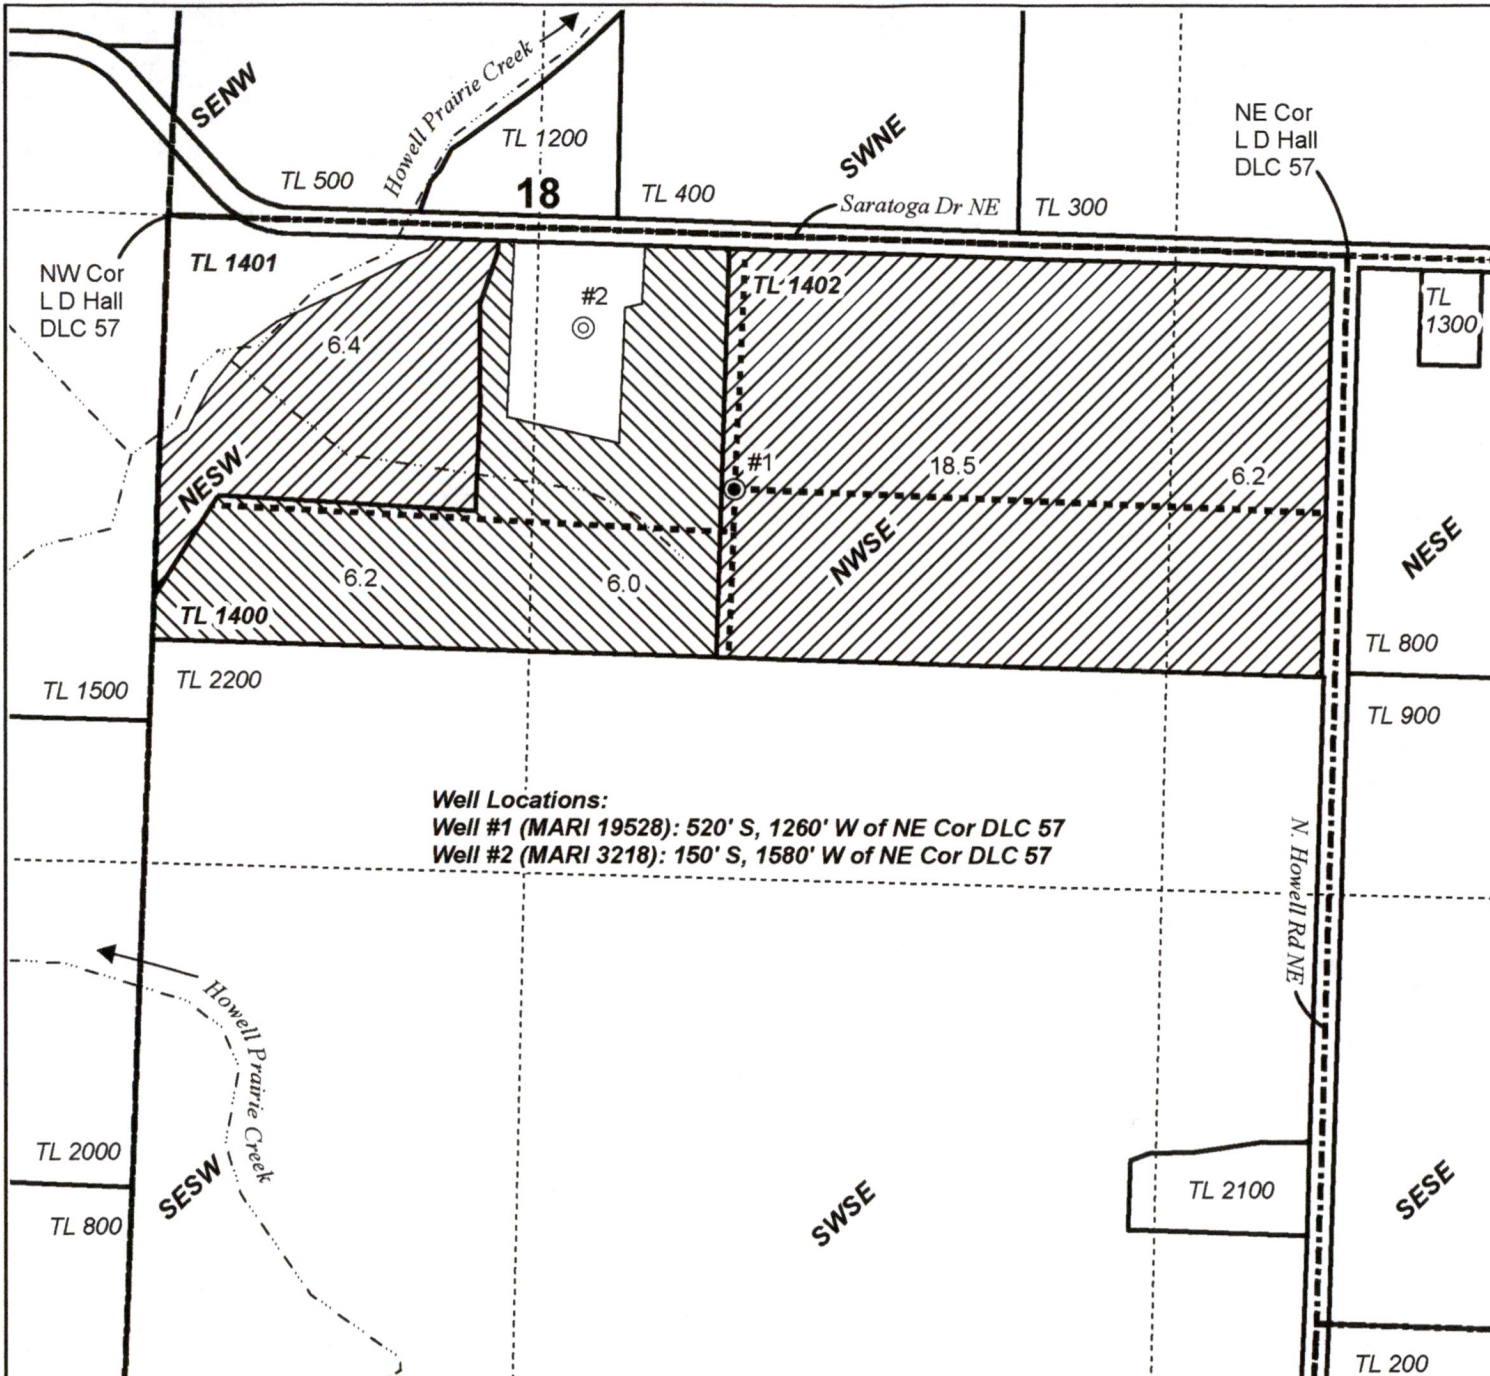 SENW
Howell Prairie Creek
TL 1200
SWNE
NE Cor
L D Hall
DLC 57
TL 500
18
TL 400
Saratoga Dr NE
TL 300
NW Cor
L D Hall
DLC 57
TL 1401
#2
TL 1402
TL
1300
6.4
#1
18.5
6.2
NESW
NWSE
NESE
6.2
6.0
TL 1400
TL 800
TL 1500
TL 2200
TL 900
Well Locations:
Well #1 (MARI 19528): 520' S, 1260' W of NE Cor DLC 57
Well #2 (MARI 3218): 150' S, 1580' W of NE Cor DLC 57
N. Howell Rd NE
Howell Prairie Creek
TL 2000
SESW
SWSE
TL 2100
SESE
TL 800
TL 200